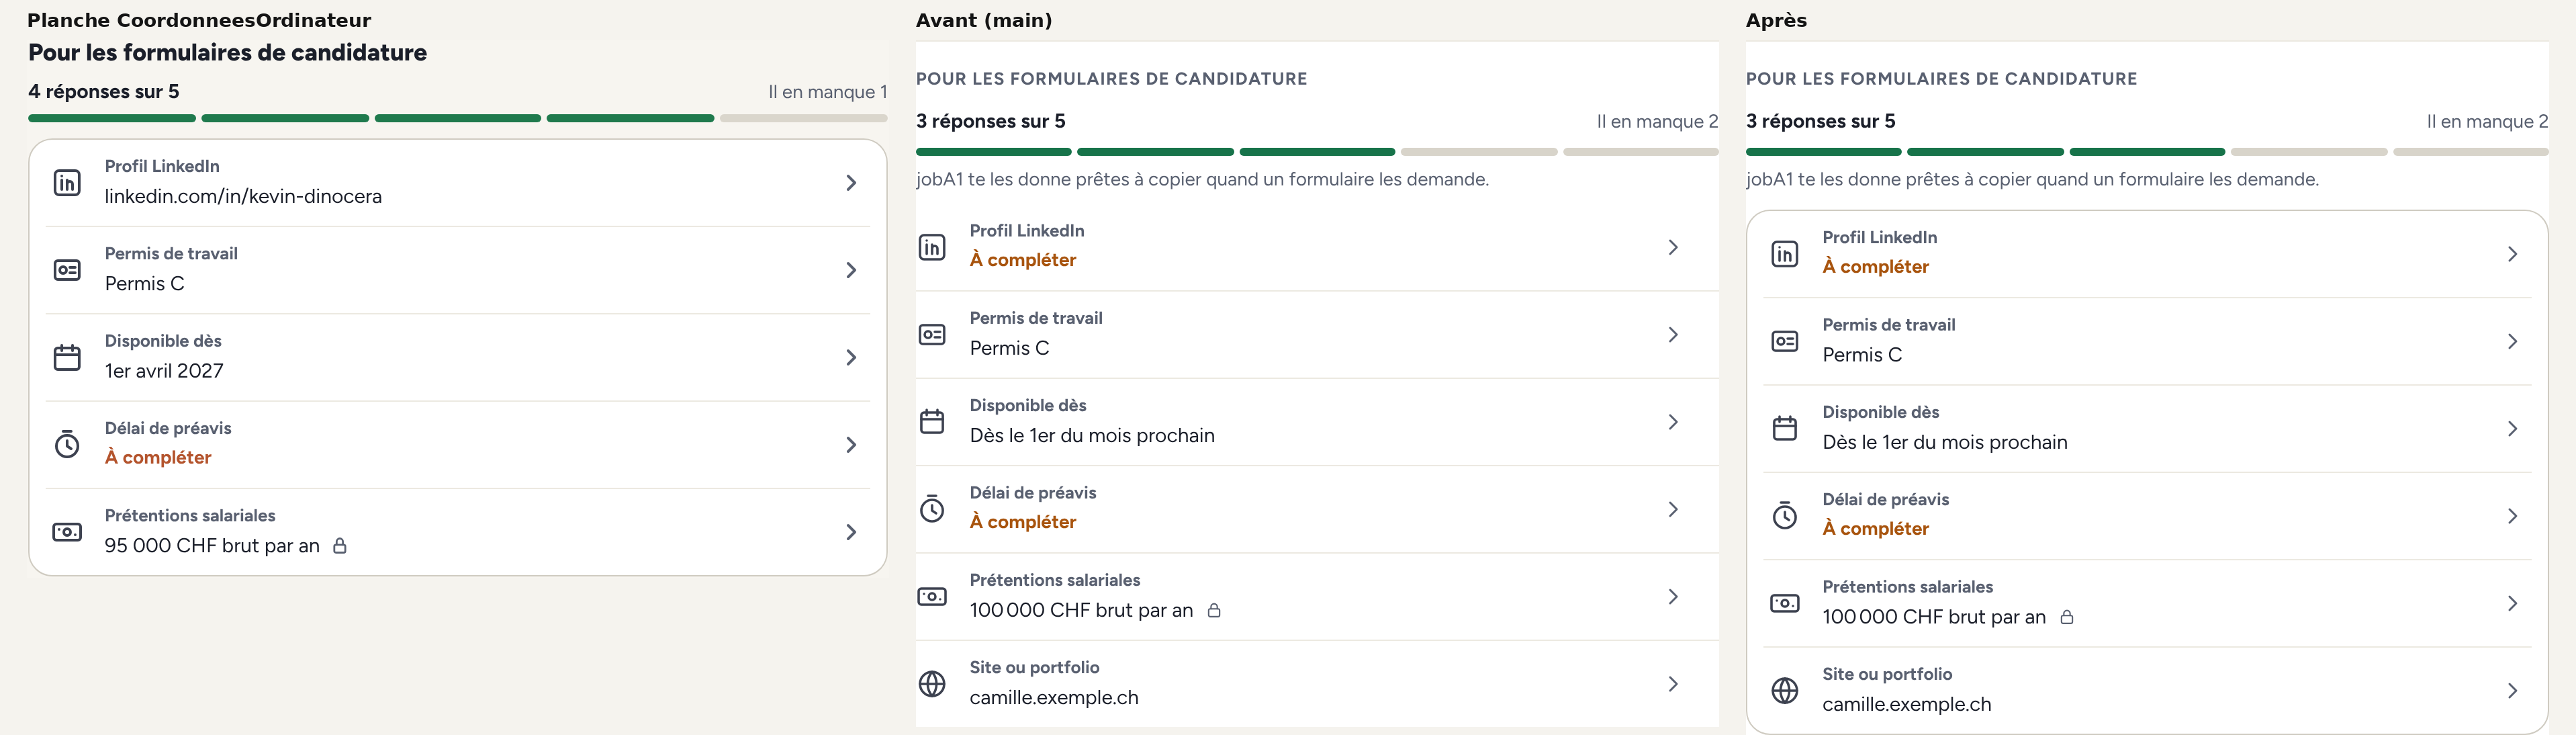 Planche CoordonneesOrdinateur
Pour les formulaires de candidature
4 réponses sur 5
Il en manque 1
Profil LinkedIn
linkedin.com/in/kevin-dinocera
Permis de travail
Permis C
Disponible dès
1er avril 2027
Délai de préavis
À compléter
Prétentions salariales
95 000 CHF brut par an
Avant (main)
POUR LES FORMULAIRES DE CANDIDATURE
3 réponses sur 5
Il en manque 2
jobA1 te les donne prêtes à copier quand un formulaire les demande.
Profil LinkedIn
À compléter
Permis de travail
Permis C
Disponible dès
Dès le 1er du mois prochain
Délai de préavis
À compléter
Prétentions salariales
100 000 CHF brut par an
Site ou portfolio
camille.exemple.ch
Après
POUR LES FORMULAIRES DE CANDIDATURE
3 réponses sur 5
Il en manque 2
jobA1 te les donne prêtes à copier quand un formulaire les demande.
Profil LinkedIn
À compléter
Permis de travail
Permis C
Disponible dès
Dès le 1er du mois prochain
Délai de préavis
À compléter
Prétentions salariales
100 000 CHF brut par an
Site ou portfolio
camille.exemple.ch